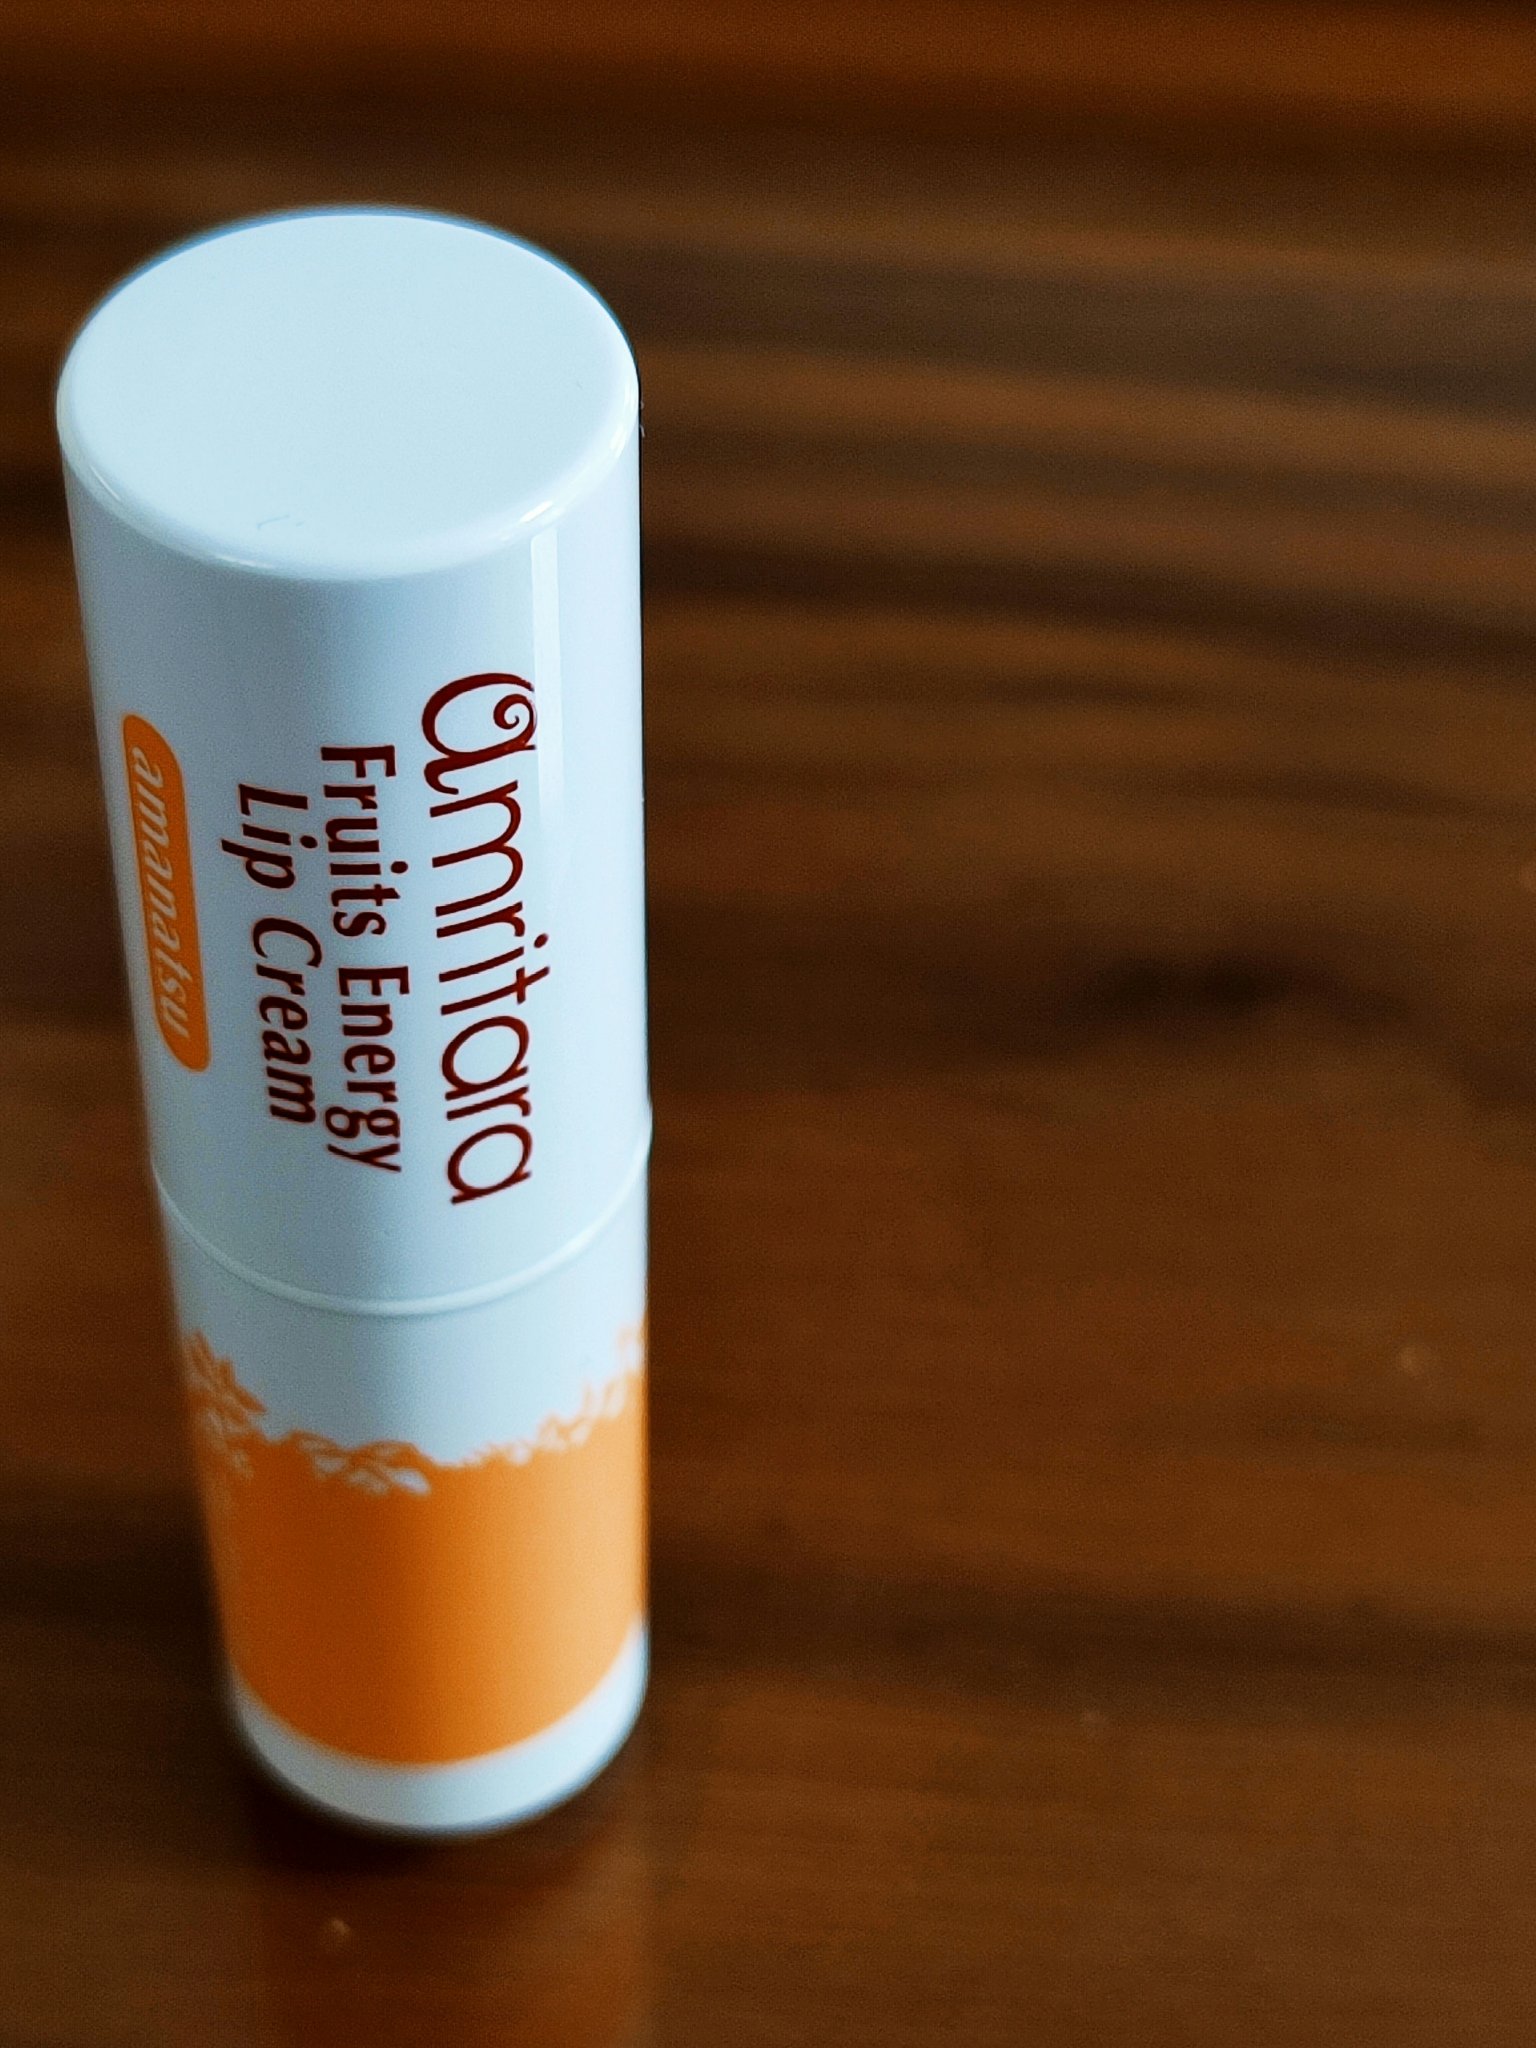 amritara
Fruits Energy
Lip Cream
amanatsu